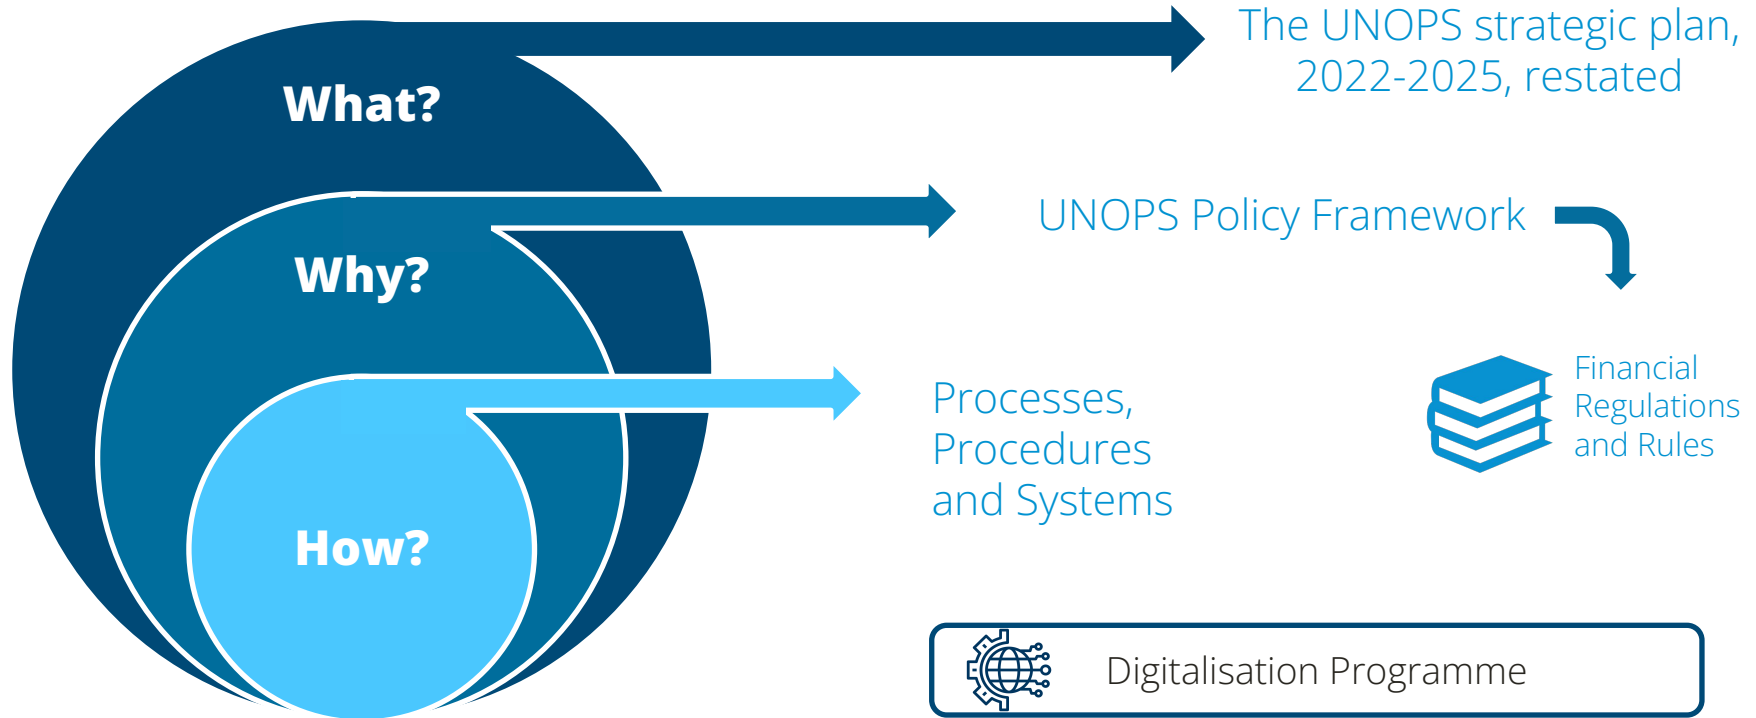 What?
The UNOPS strategic plan,
2022-2025, restated
Why?
UNOPS Policy Framework
Financial
Regulations
and Rules
How?
Processes,
Procedures
and Systems
Digitalisation Programme